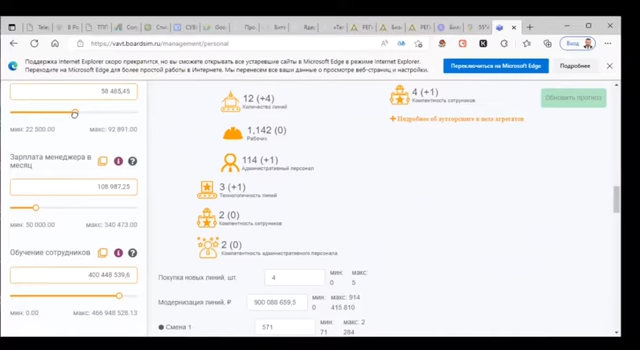 https://vavt.boardsim.ru/management/personal
Вход
Поддержка Internet Explorer скоро прекратится, но вы сможете открывать все устаревшие сайты в режиме Internet Explorer.
Переходите на Microsoft Edge для более простой работы в Интернете. Мы перенесем все ваши данные о просмотре веб-страниц и настройки.
Переключиться на Microsoft Edge
Подробнее
58 485,45
мин: 22 500.00 макс: 92 891.00
Зарплата менеджера в месяц
108 987,25
мин: 50 000.00 макс: 340 473.00
Обучение сотрудников
400 448 539,6
мин: 0.00 макс: 466 948 528.13
12 (+4)
Количество линий
1,142 (0)
Рабочих
114 (+1)
Административный персонал
3 (+1)
Технологичность линий
2 (0)
Компетентность сотрудников
2 (0)
Компетентность административного персонала
4 (+1)
Компетентность сотрудников
Подробнее об аутсорсинге в цехе агрегатов
Обновить прогноз
Покупка новых линий, шт. 4 мин: 0 макс: 5
Модернизация линий, ₽ 900 088 659,5 мин: 0 макс: 914 415 810
Смена 1 571 мин: 71 макс: 2 284